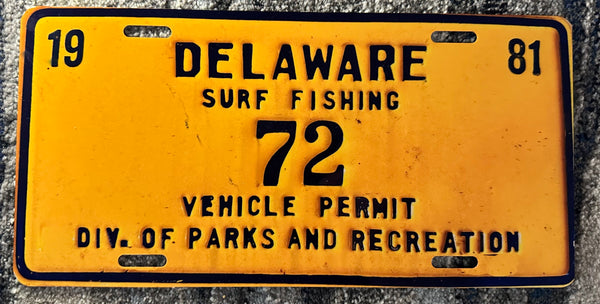 19 DELAWARE 81
SURF FISHING
72
VEHICLE PERMIT
DIV. OF PARKS AND RECREATION